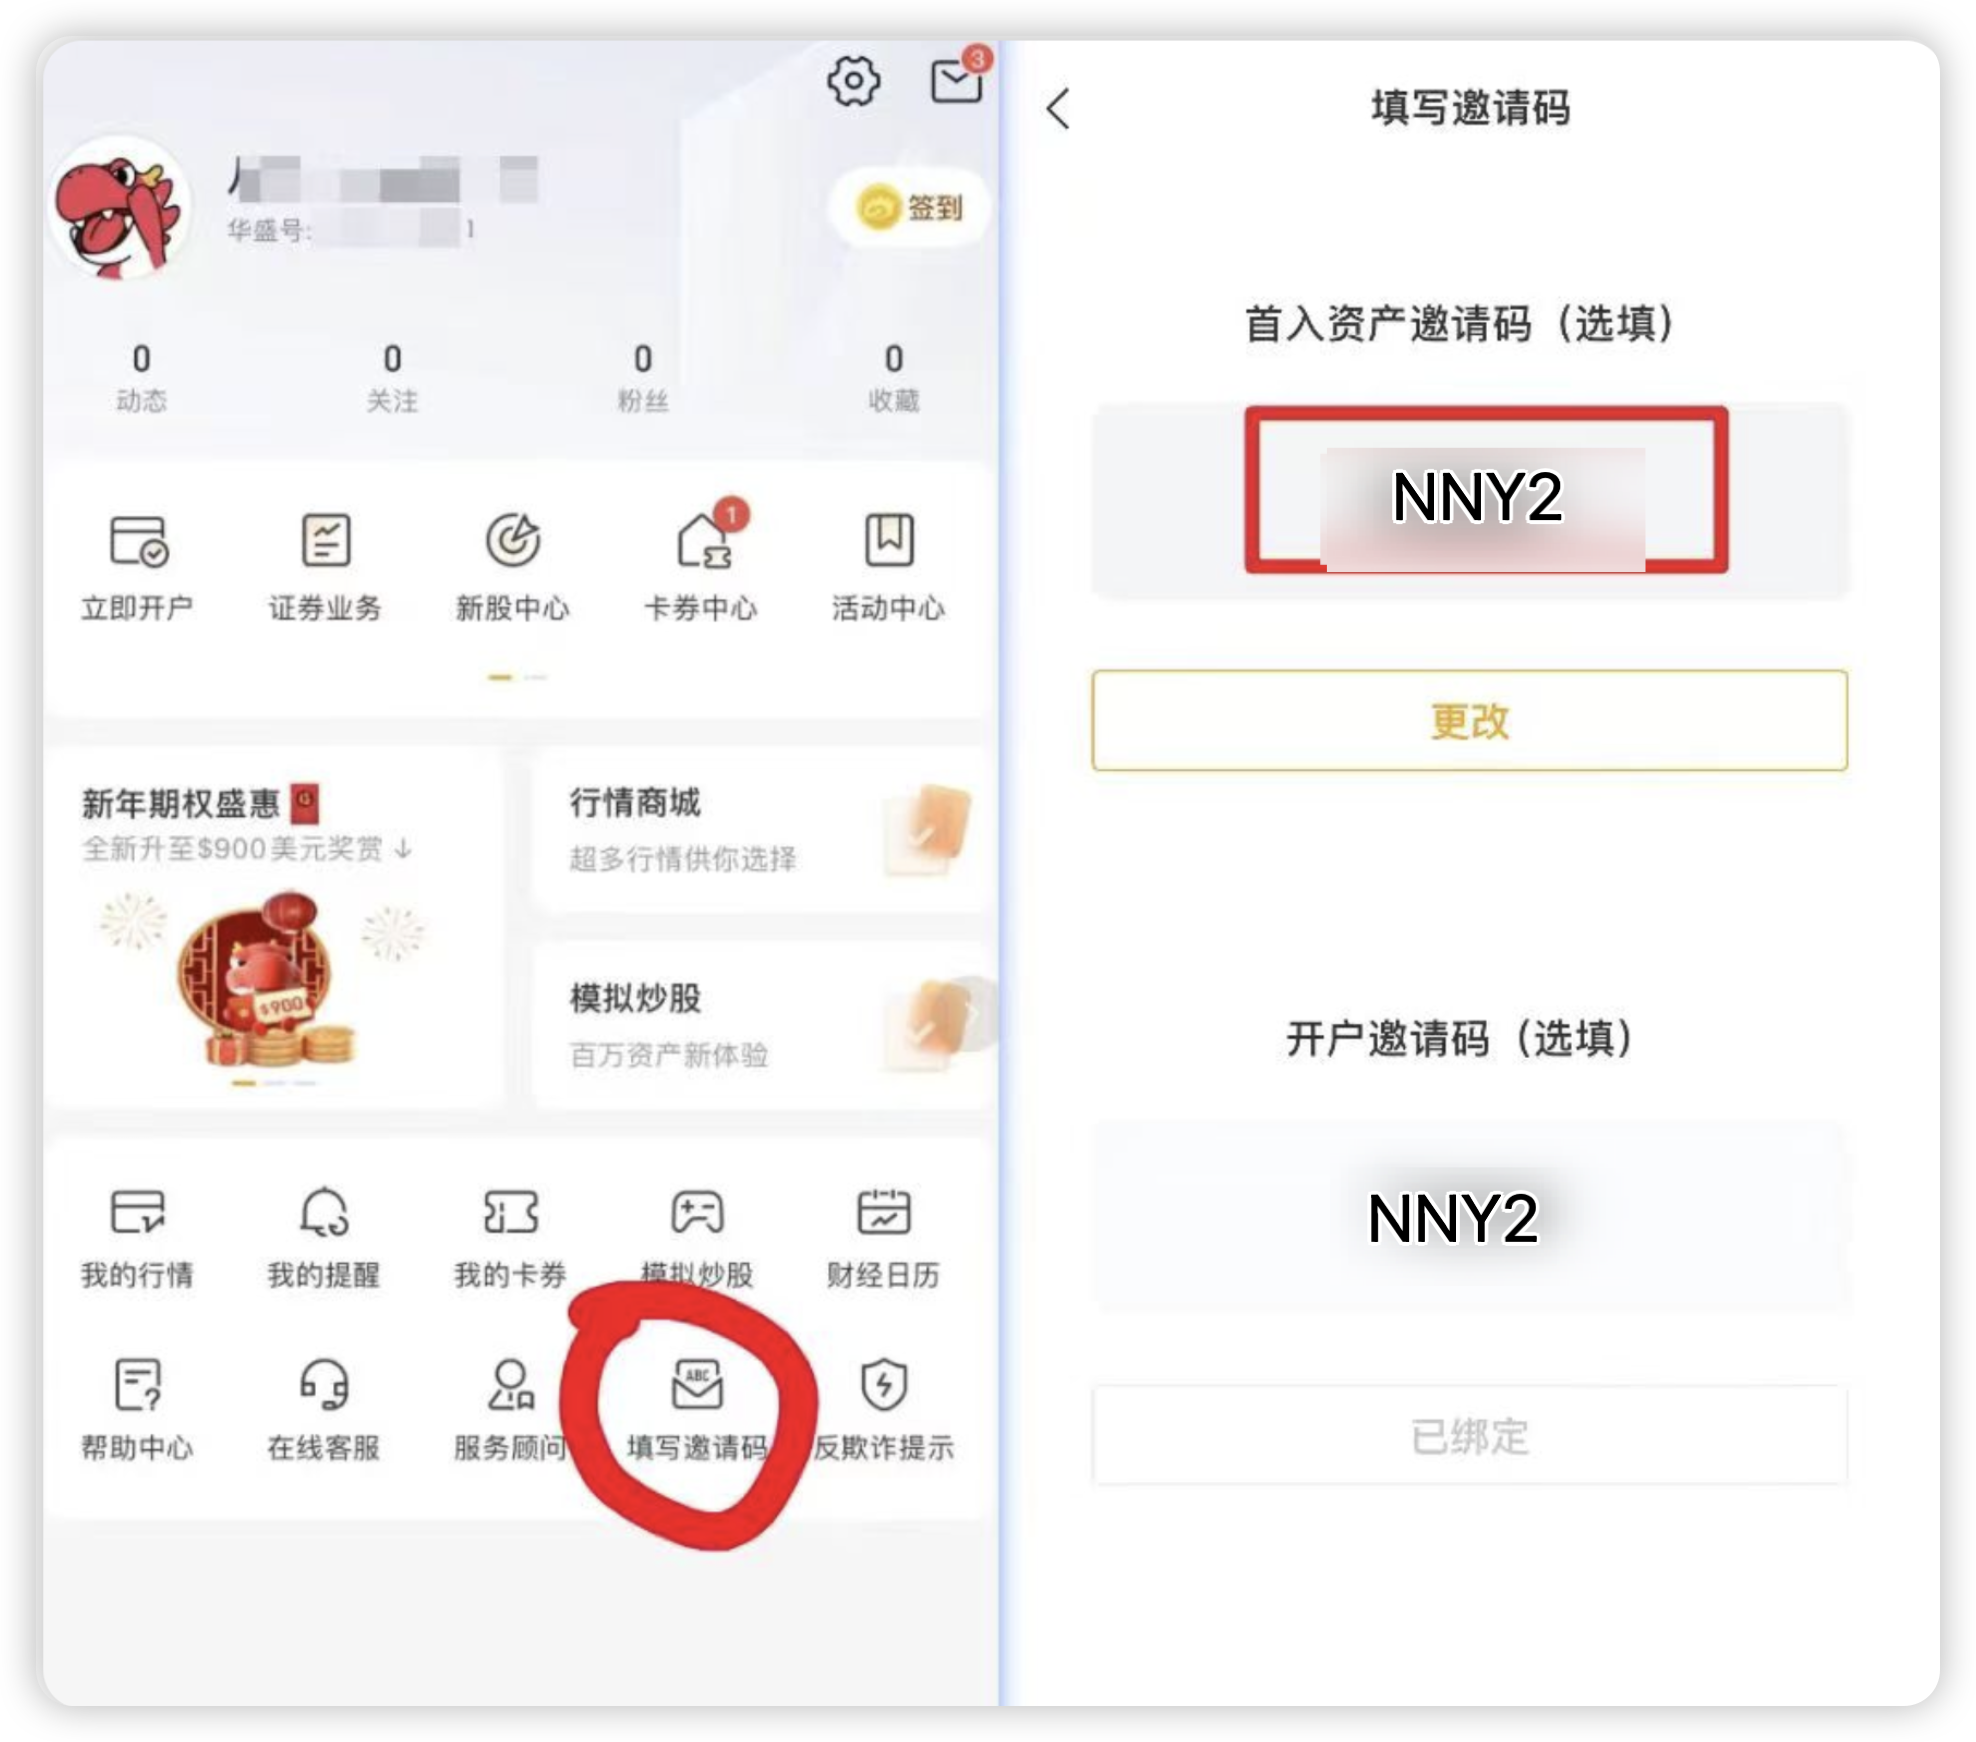 3
华盛号:
1
签到
0
0
0
0
动态
关注
粉丝
收藏
1
立即开户
证券业务
新股中心
卡券中心
活动中心
新年期权盛惠
全新升至$900美元奖赏↓
$900
行情商城
超多行情供你选择
模拟炒股
百万资产新体验
我的行情
我的提醒
我的卡券
模拟炒股
财经日历
ABC
帮助中心
在线客服
服务顾问
填写邀请码
反欺诈提示
填写邀请码
首入资产邀请码（选填）
NNY2
更改
开户邀请码（选填）
NNY2
已绑定